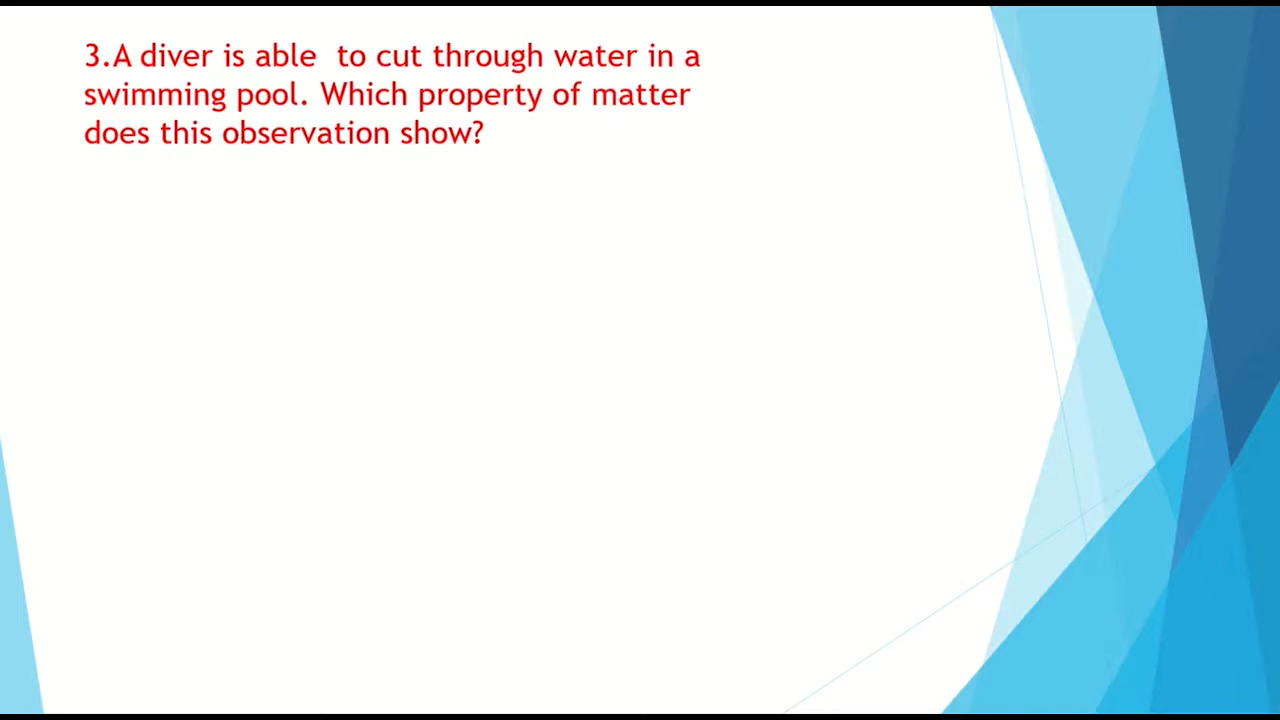 3.A diver is able  to cut through water in a
swimming pool. Which property of matter
does this observation show?